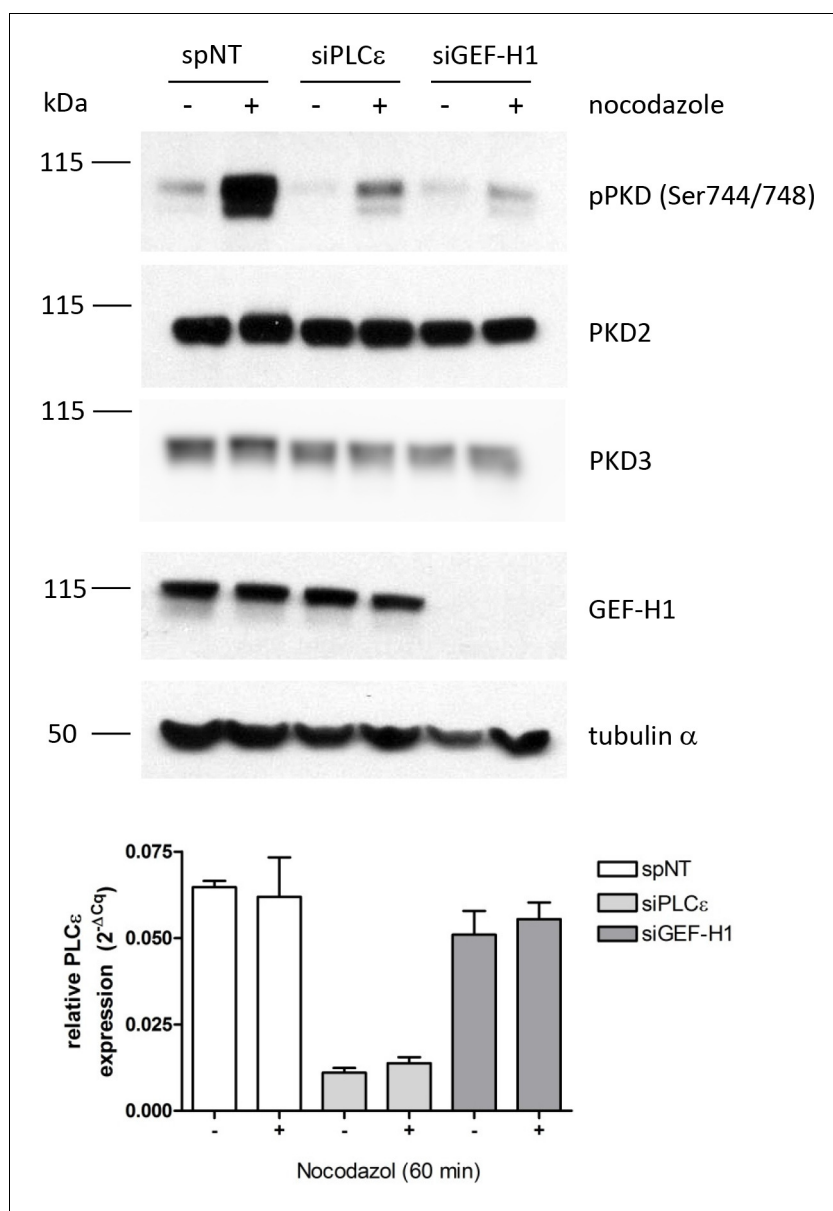 spNT siPLCε siGEF-H1
kDa - + - + - + nocodazole
115 pPKD (Ser744/748)
115 PKD2
115 PKD3
115 GEF-H1
50 tubulin α
relative PLCε
expression (2-ΔCq)
0.075
0.050
0.025
0.000
- + - + - +
Nocodazol (60 min)
spNT
siPLCε
siGEF-H1